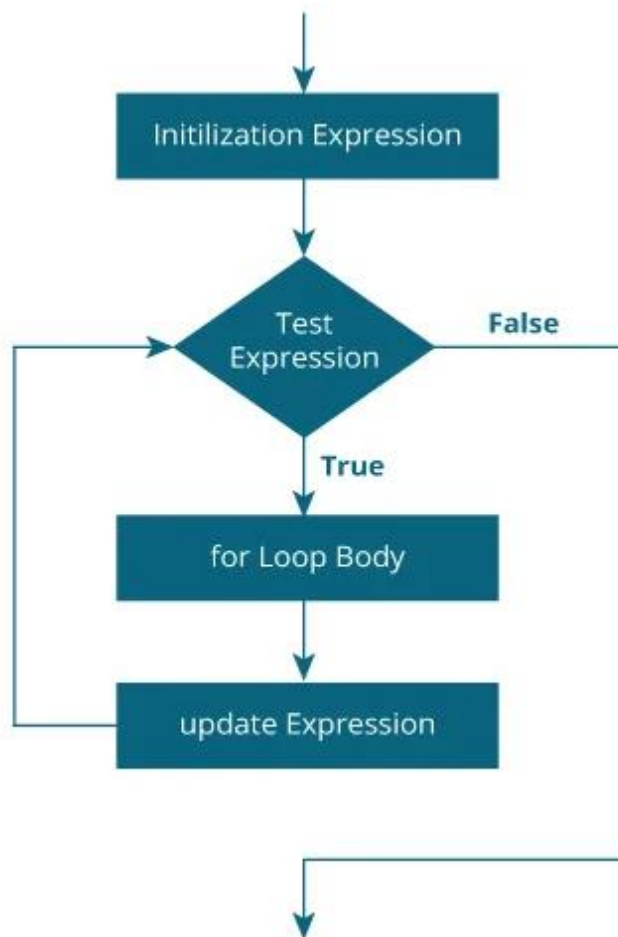 Initilization Expression
Test
Expression
False
True
for Loop Body
update Expression